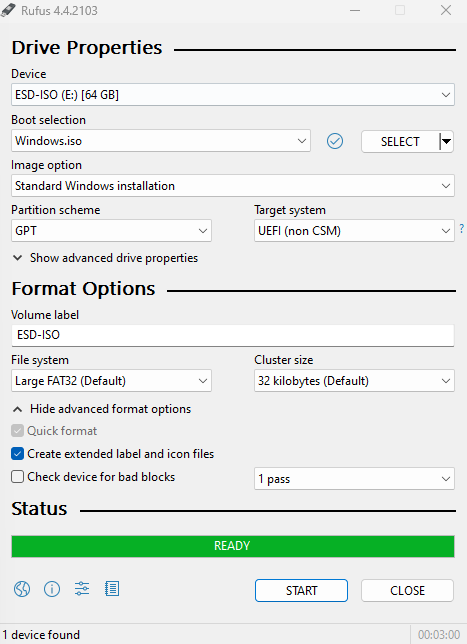 Rufus 4.4.2103
Drive Properties
Device
ESD-ISO (E:) [64 GB]
Boot selection
Windows.iso
SELECT
Image option
Standard Windows installation
Partition scheme
Target system
GPT
UEFI (non CSM)
?
Show advanced drive properties
Format Options
Volume label
ESD-ISO
File system
Cluster size
Large FAT32 (Default)
32 kilobytes (Default)
Hide advanced format options
Quick format
Create extended label and icon files
Check device for bad blocks
1 pass
Status
READY
START
CLOSE
1 device found
00:03:00